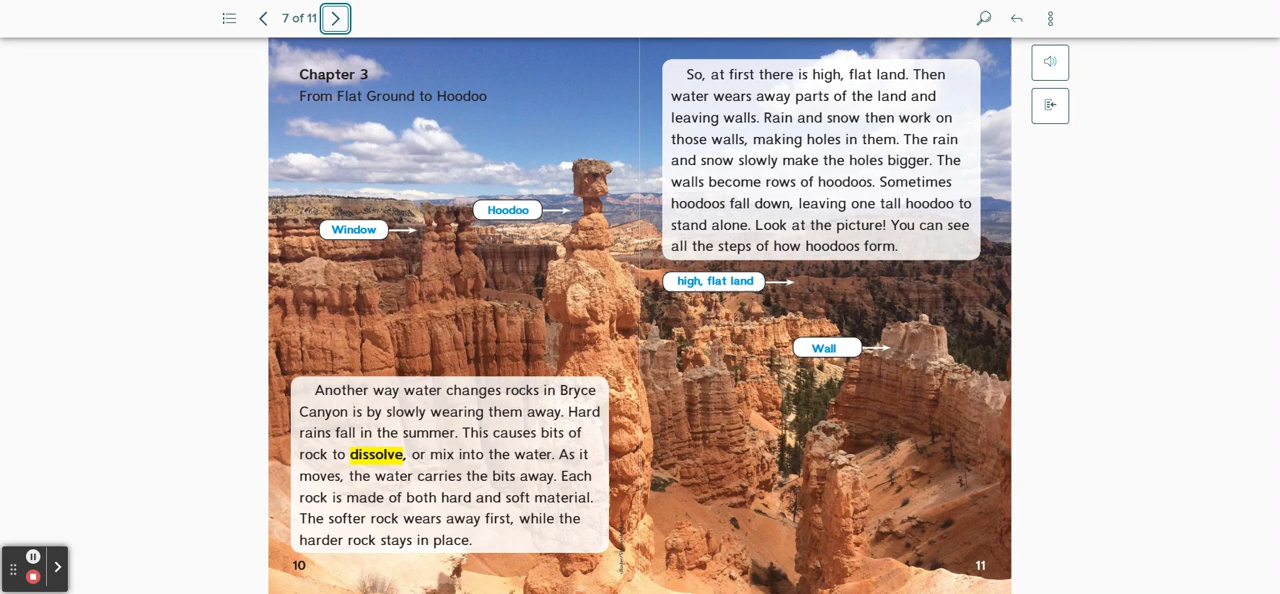 7 of 11
Chapter 3
From Flat Ground to Hoodoo
Hoodoo
Window
Another way water changes rocks in Bryce
Canyon is by slowly wearing them away. Hard
rains fall in the summer. This causes bits of
rock to dissolve, or mix into the water. As it
moves, the water carries the bits away. Each
rock is made of both hard and soft material.
The softer rock wears away first, while the
harder rock stays in place.
10
So, at first there is high, flat land. Then
water wears away parts of the land and
leaving walls. Rain and snow then work on
those walls, making holes in them. The rain
and snow slowly make the holes bigger. The
walls become rows of hoodoos. Sometimes
hoodoos fall down, leaving one tall hoodoo to
stand alone. Look at the picture! You can see
all the steps of how hoodoos form.
high, flat land
Wall
11